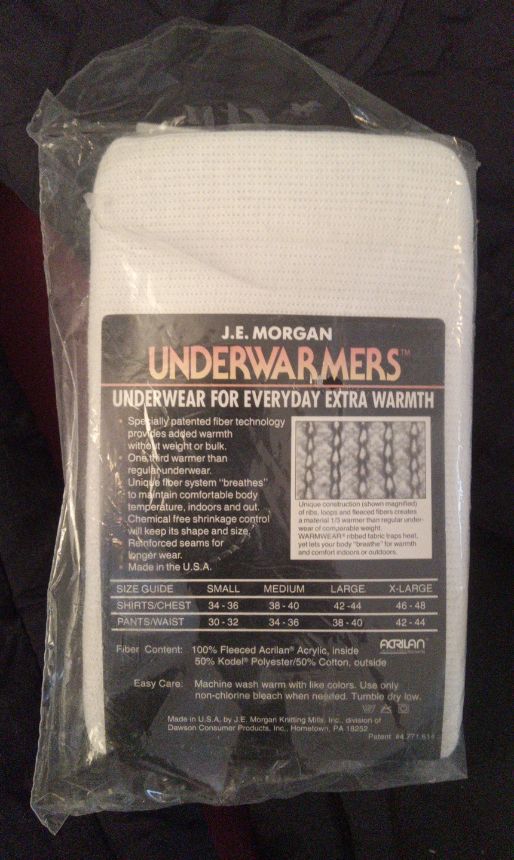 J.E. MORGAN
UNDERWARMERS™
UNDERWEAR FOR EVERYDAY EXTRA WARMTH
• Specially patented fiber technology
provides added warmth
without weight or bulk.
• One third warmer than
regular underwear.
• Unique fiber system "breathes"
to maintain comfortable body
temperature, indoors and out.
• Chemical free shrinkage control
will keep its shape and size.
• Reinforced seams for
longer wear.
• Made in the U.S.A.
Unique construction (shown magnified)
of ribs, loops and fleeced fibers creates
a material 1/3 warmer than regular under-
wear of comparable weight.
WARMWEAR® ribbed fabric traps heel,
yet lets your body "breathe" for warmth
and comfort indoors or outdoors.
SIZE GUIDE SMALL MEDIUM LARGE X-LARGE
SHIRTS/CHEST 34 - 36 38 - 40 42 - 44 46 - 48
PANTS/WAIST 30 - 32 34 - 36 38 - 40 42 - 44
Fiber Content: 100% Fleeced Acrilan® Acrylic, inside
50% Kodel® Polyester/50% Cotton, outside
ACRILAN
Easy Care: Machine wash warm with like colors. Use only
non-chlorine bleach when needed. Tumble dry low.
Made in U.S.A. by J.E. Morgan Knitting Mills, Inc., division of
Dawson Consumer Products, Inc., Hometown, PA 18252
Patent #4,771,614